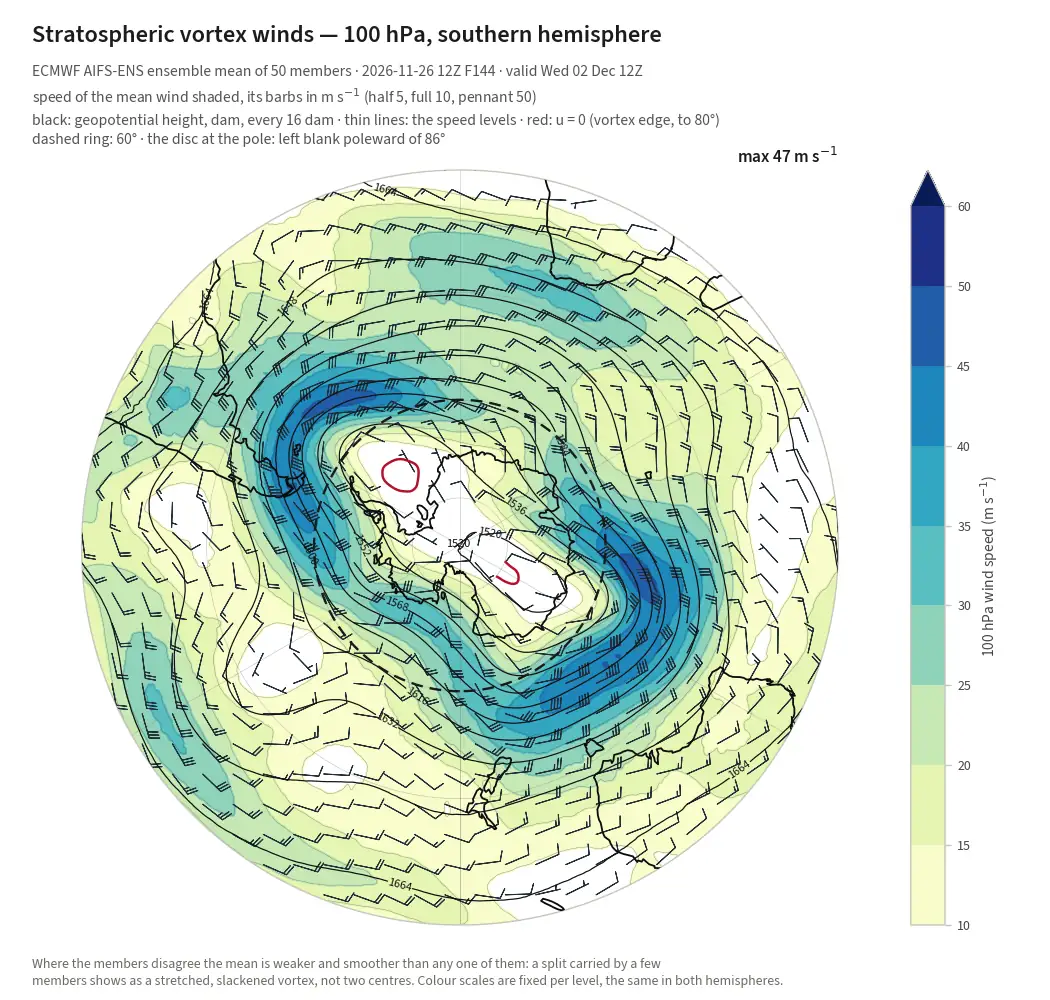 Stratospheric vortex winds — 100 hPa, southern hemisphere
ECMWF AIFS-ENS ensemble mean of 50 members · 2026-11-26 12Z F144 · valid Wed 02 Dec 12Z
speed of the mean wind shaded, its barbs in m s⁻¹ (half 5, full 10, pennant 50)
black: geopotential height, dam, every 16 dam · thin lines: the speed levels · red: u = 0 (vortex edge, to 80°)
dashed ring: 60° · the disc at the pole: left blank poleward of 86°
max 47 m s⁻¹
1664
60
50
45
40
35
30
25
20
15
10
100 hPa wind speed (m s⁻¹)
1664
1648
1584
1536
1520
1520
1552
1600
1568
1616
1632
1664
1664
Where the members disagree the mean is weaker and smoother than any one of them: a split carried by a few
members shows as a stretched, slackened vortex, not two centres. Colour scales are fixed per level, the same in both hemispheres.